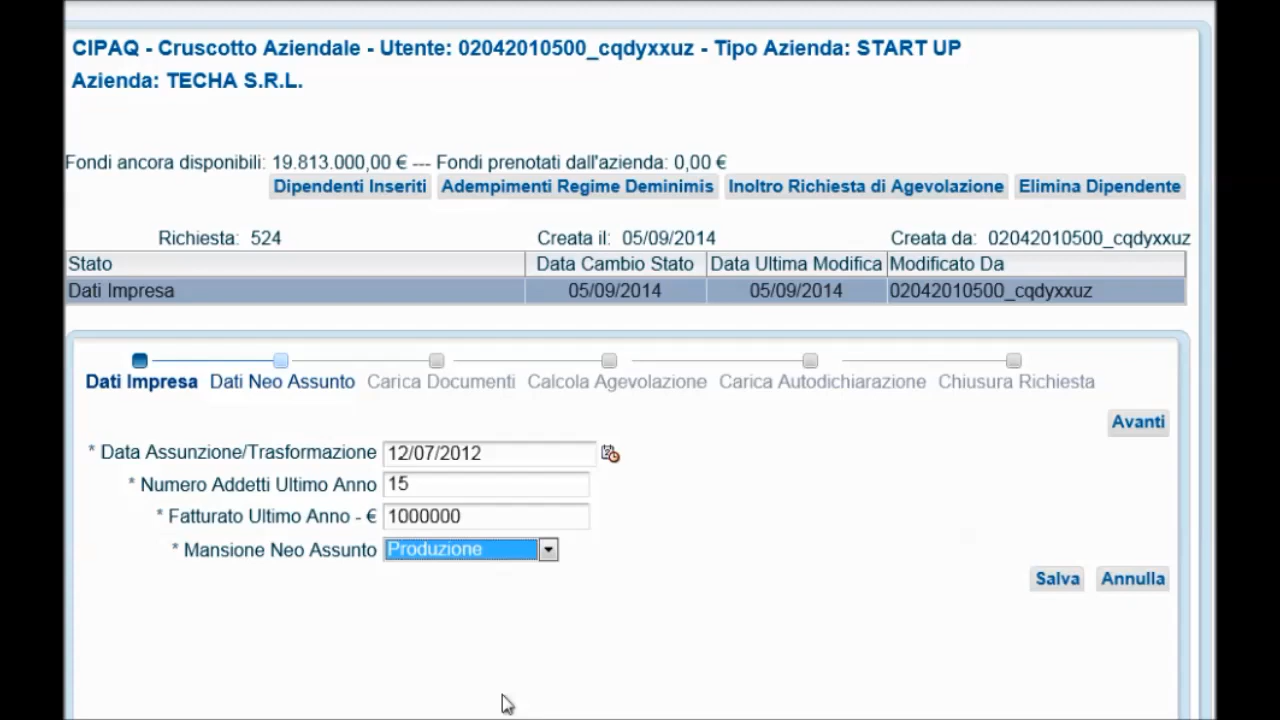 CIPAQ - Cruscotto Aziendale - Utente: 02042010500_cqdyxxuz - Tipo Azienda: START UP
Azienda: TECHA S.R.L.
Fondi ancora disponibili: 19.813.000,00 € --- Fondi prenotati dall'azienda: 0,00 €
Dipendenti Inseriti Adempimenti Regime Deminimis Inoltro Richiesta di Agevolazione Elimina Dipendente
Richiesta: 524 Creata il: 05/09/2014 Creata da: 02042010500_cqdyxxuz
Stato Data Cambio Stato Data Ultima Modifica Modificato Da
Dati Impresa 05/09/2014 05/09/2014 02042010500_cqdyxxuz
Dati Impresa Dati Neo Assunto Carica Documenti Calcola Agevolazione Carica Autodichiarazione Chiusura Richiesta
Avanti
* Data Assunzione/Trasformazione 12/07/2012
* Numero Addetti Ultimo Anno 15
* Fatturato Ultimo Anno - € 1000000
* Mansione Neo Assunto Produzione
Salva Annulla